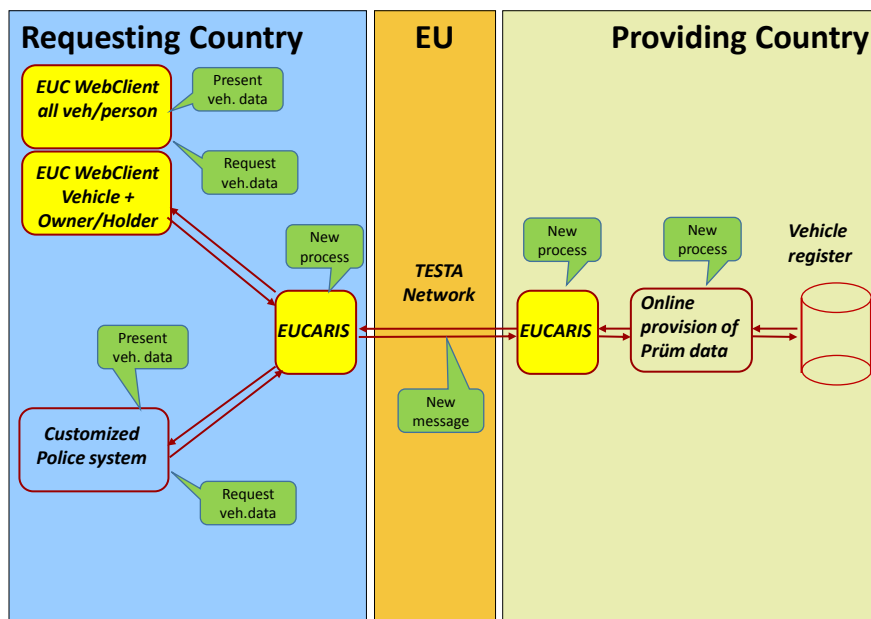 Requesting Country
EU
Providing Country
EUC WebClient
all veh/person
Present
veh. data
Request
veh.data
EUC WebClient
Vehicle +
Owner/Holder
New
process
EUCARIS
Present
veh. data
Customized
Police system
Request
veh.data
TESTA
Network
New
message
New
process
EUCARIS
New
process
Online
provision of
Prüm data
Vehicle
register